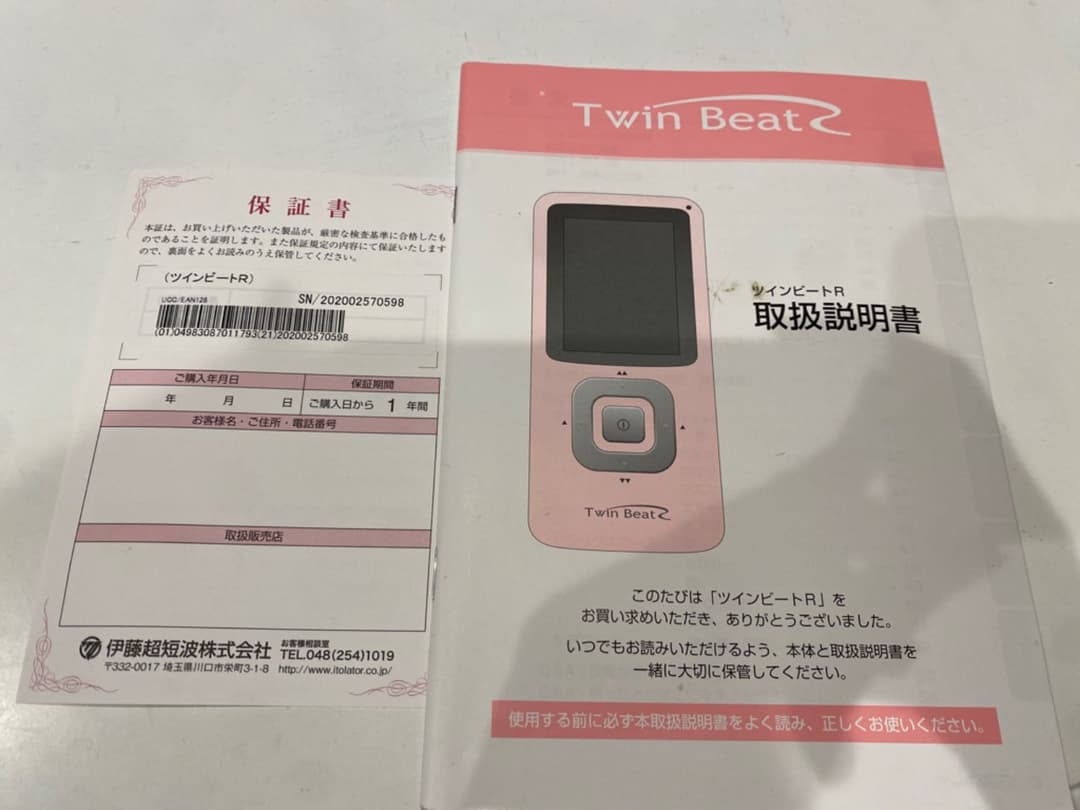 保証書
本証は、お買い上げいただいた製品が、厳密な検査基準に合格したも
のであることを証明します。また保証規定の内容にて保証いたします
ので、裏面をよくお読みのうえ保管してください。
(ツインビートR)
UCC/EAN128
SN/202002570598
(01)04983087011793(21)202002570598
ご購入年月日
保証期間
年 月 日
ご購入日から 1 年間
お客様名・ご住所・電話番号
取扱販売店
伊藤超短波株式会社
お客様相談室
TEL.048(254)1019
〒332-0017 埼玉県川口市栄町3-1-8 http://www.itolator.co.jp/
Twin Beat R
ツインビートR
取扱説明書
Twin Beat R
このたびは「ツインビートR」を
お買い求めいただき、ありがとうございました。
いつでもお読みいただけるよう、本体と取扱説明書を
一緒に大切に保管してください。
使用する前に必ず本取扱説明書をよく読み、正しくお使いください。